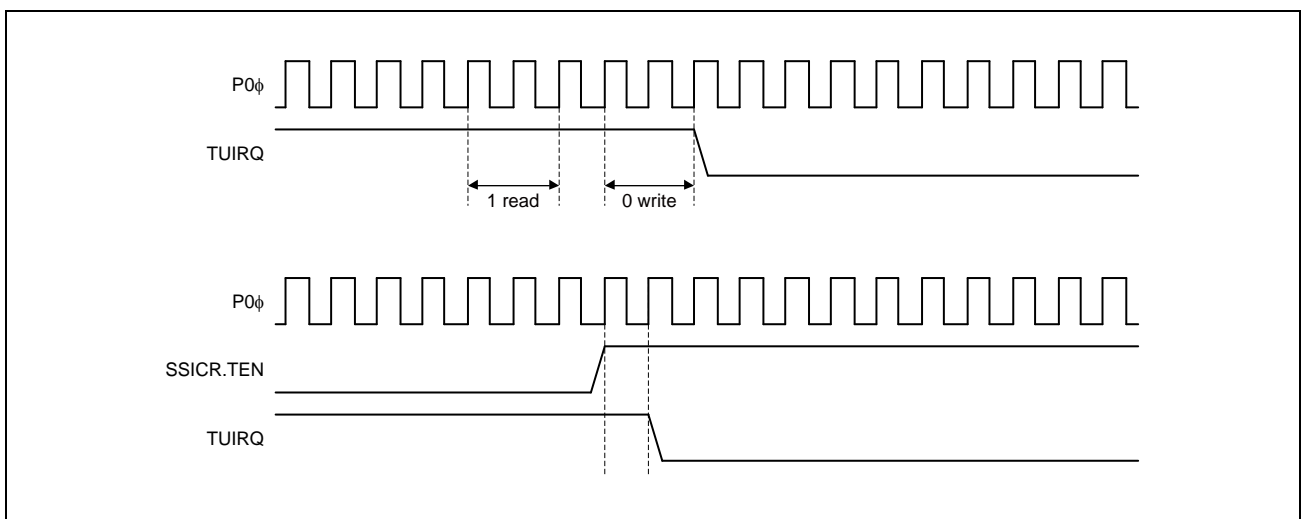 P0ϕ
TUIRQ
1 read
0 write
P0ϕ
SSICR.TEN
TUIRQ